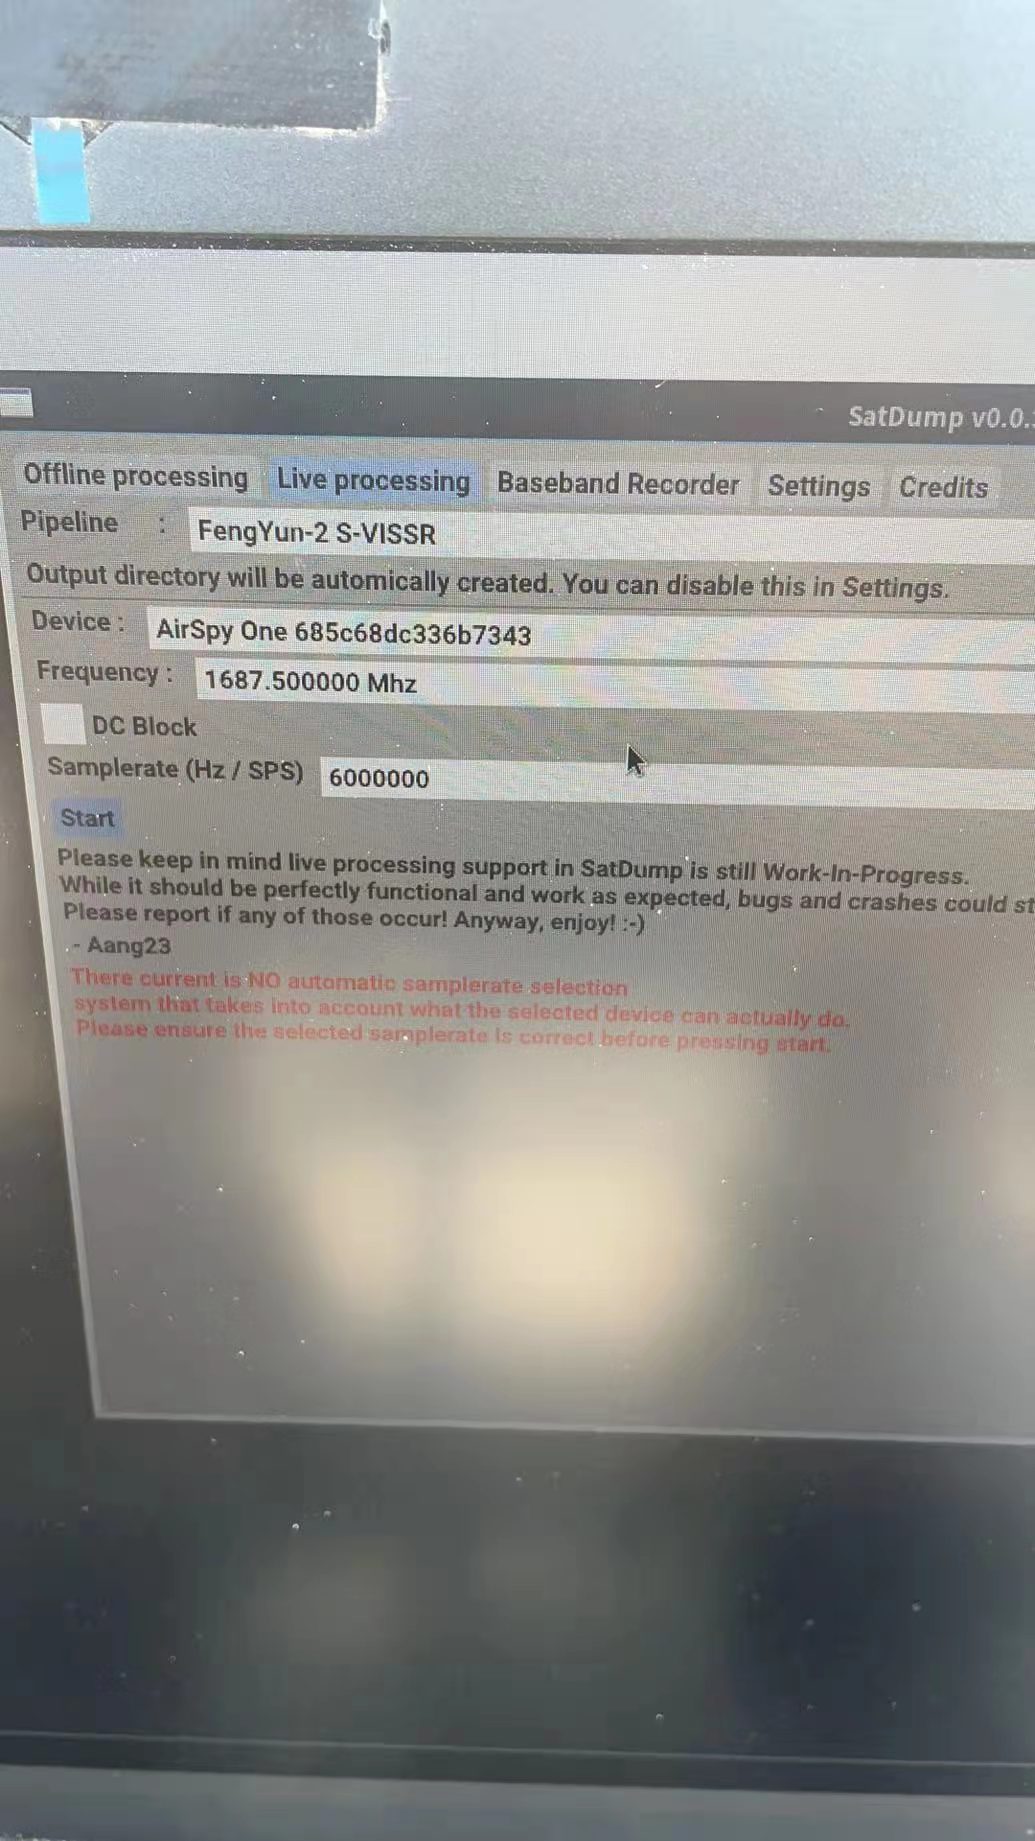 SatDump v0.0.
Offline processing Live processing Baseband Recorder Settings Credits
Pipeline : FengYun-2 S-VISSR
Output directory will be automically created. You can disable this in Settings.
Device : AirSpy One 685c68dc336b7343
Frequency : 1687.500000 Mhz
DC Block
Samplerate (Hz / SPS) 6000000
Start
Please keep in mind live processing support in SatDump is still Work-In-Progress.
While it should be perfectly functional and work as expected, bugs and crashes could st
Please report if any of those occur! Anyway, enjoy! :-)
- Aang23
There current is NO automatic samplerate selection
system that takes into account what the selected device can actually do.
Please ensure the selected samplerate is correct before pressing start.